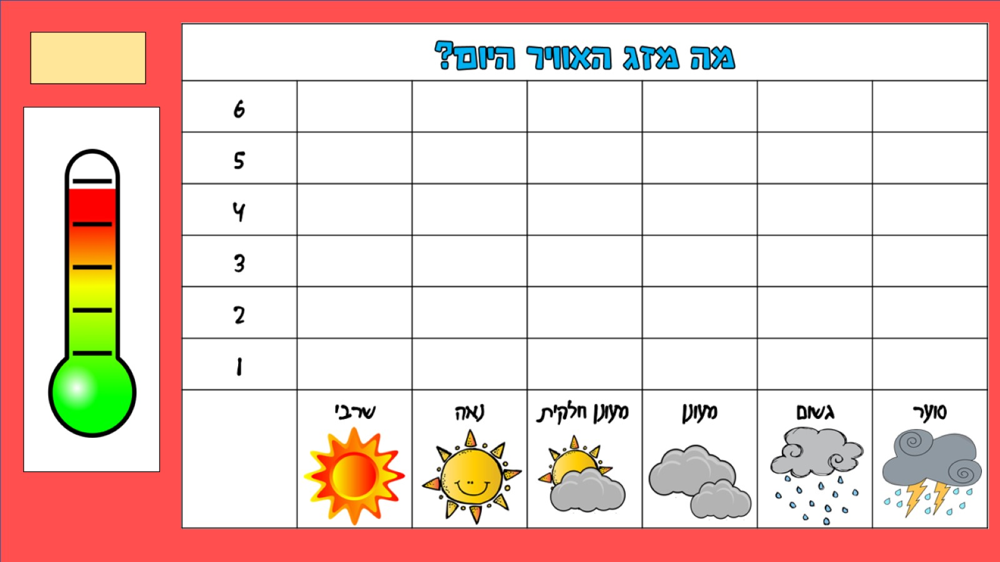 מה מזג האוויר היום?
6
5
4
3
2
1
סוער
גשום
מעונן
מעונן חלקית
נאה
שרבי